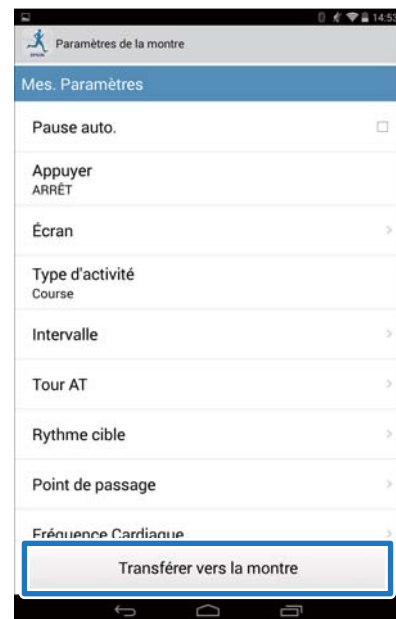 14:53
Paramètres de la montre
Mes. Paramètres
Pause auto.
Appuyer
ARRÊT
Écran
Type d'activité
Course
Intervalle
Tour AT
Rythme cible
Point de passage
Fréquence Cardiaque
Transférer vers la montre